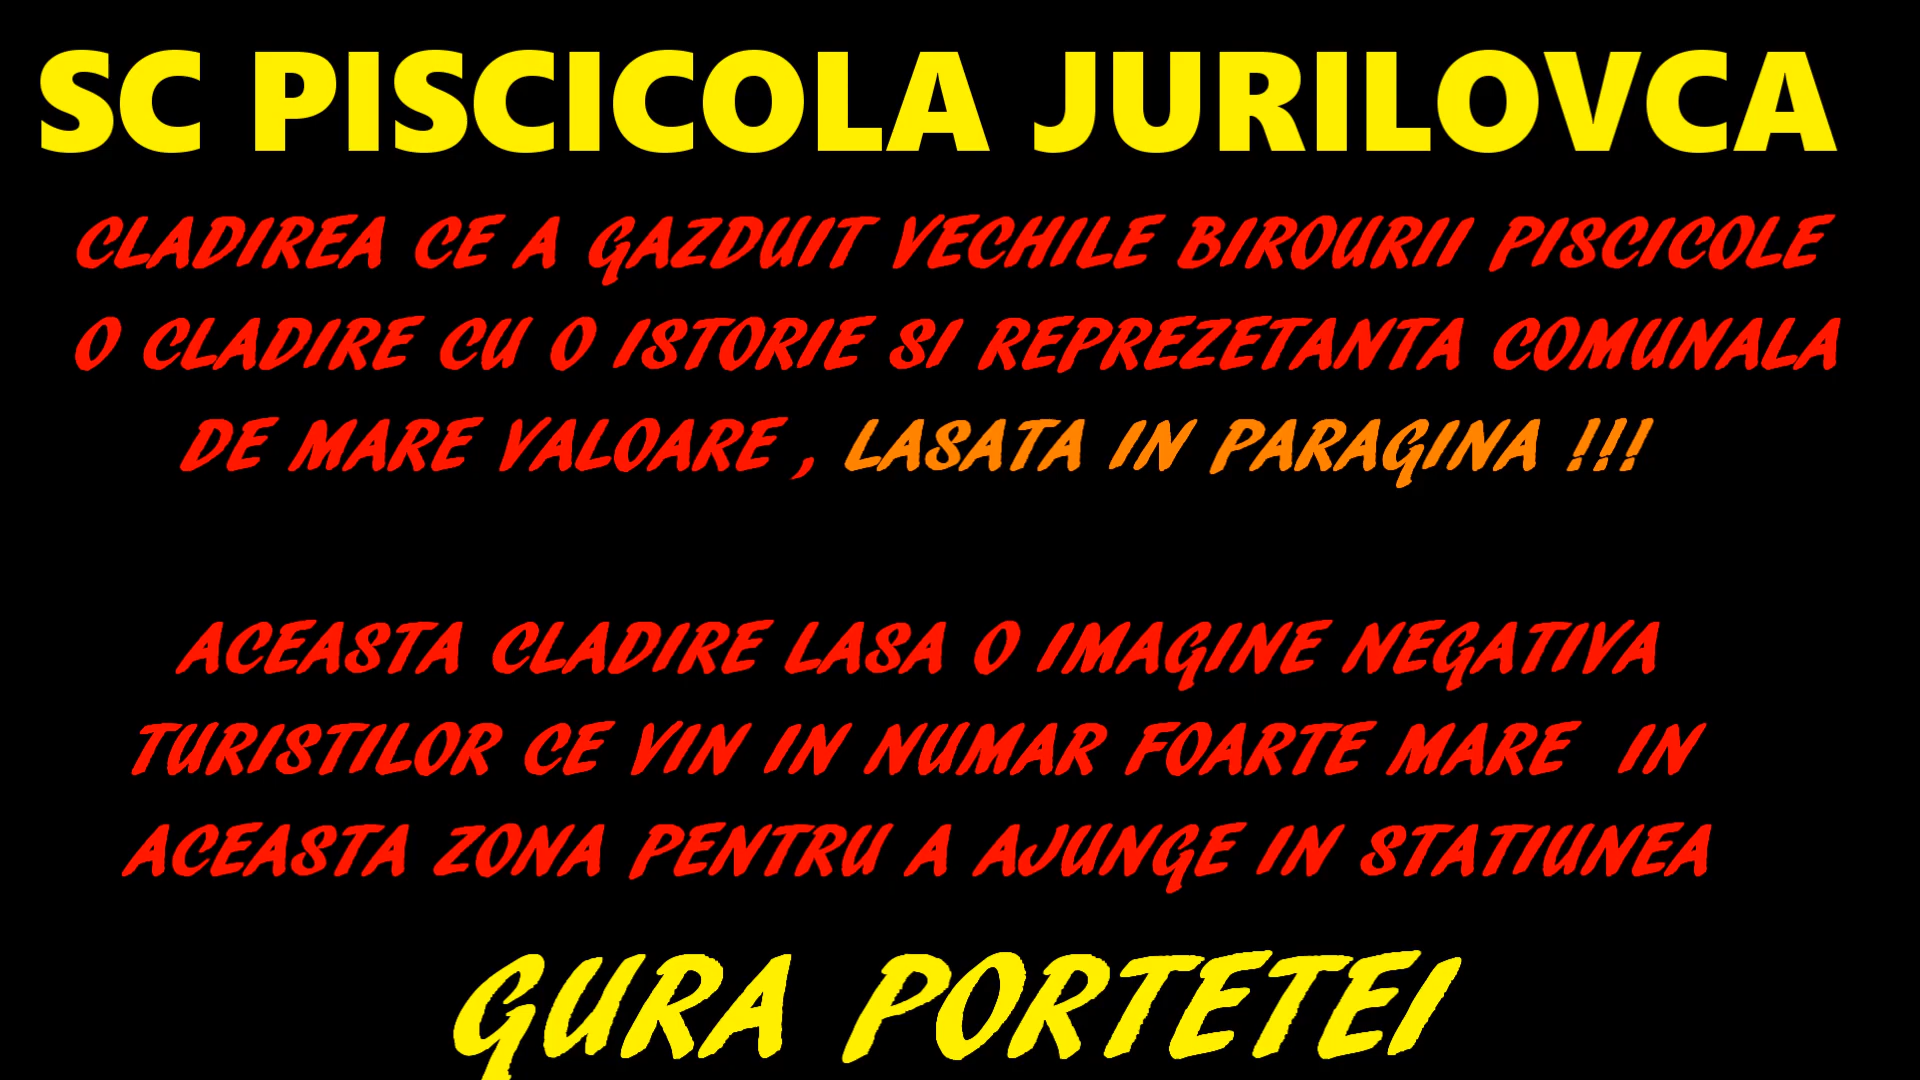 SC PISCICOLA JURILOVCA
CLADIREA CE A GAZDUIT VECHILE BIROURII PISCICOLE
O CLADIRE CU O ISTORIE SI REPREZETANTA COMUNALA
DE MARE VALOARE , LASATA IN PARAGINA !!!
ACEASTA CLADIRE LASA O IMAGINE NEGATIVA
TURISTILOR CE VIN IN NUMAR FOARTE MARE  IN
ACEASTA ZONA PENTRU A AJUNGE IN STATIUNEA
GURA PORTETEI